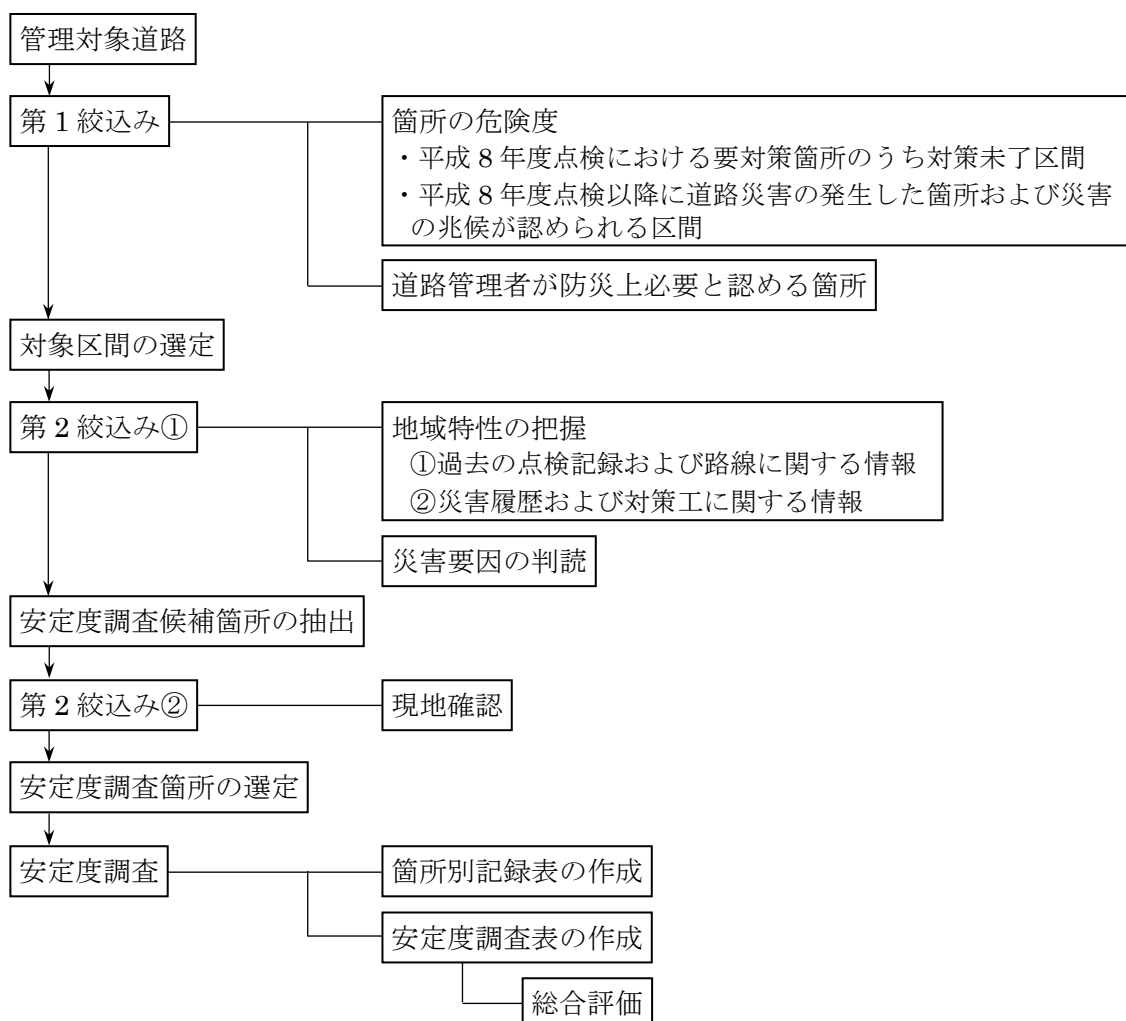 管理対象道路
第1絞込み
箇所の危険度
・平成8年度点検における要対策箇所のうち対策未了区間
・平成8年度点検以降に道路災害の発生した箇所および災害
の兆候が認められる区間
道路管理者が防災上必要と認める箇所
対象区間の選定
第2絞込み①
地域特性の把握
①過去の点検記録および路線に関する情報
②災害履歴および対策工に関する情報
災害要因の判読
安定度調査候補箇所の抽出
第2絞込み②
現地確認
安定度調査箇所の選定
安定度調査
箇所別記録表の作成
安定度調査表の作成
総合評価